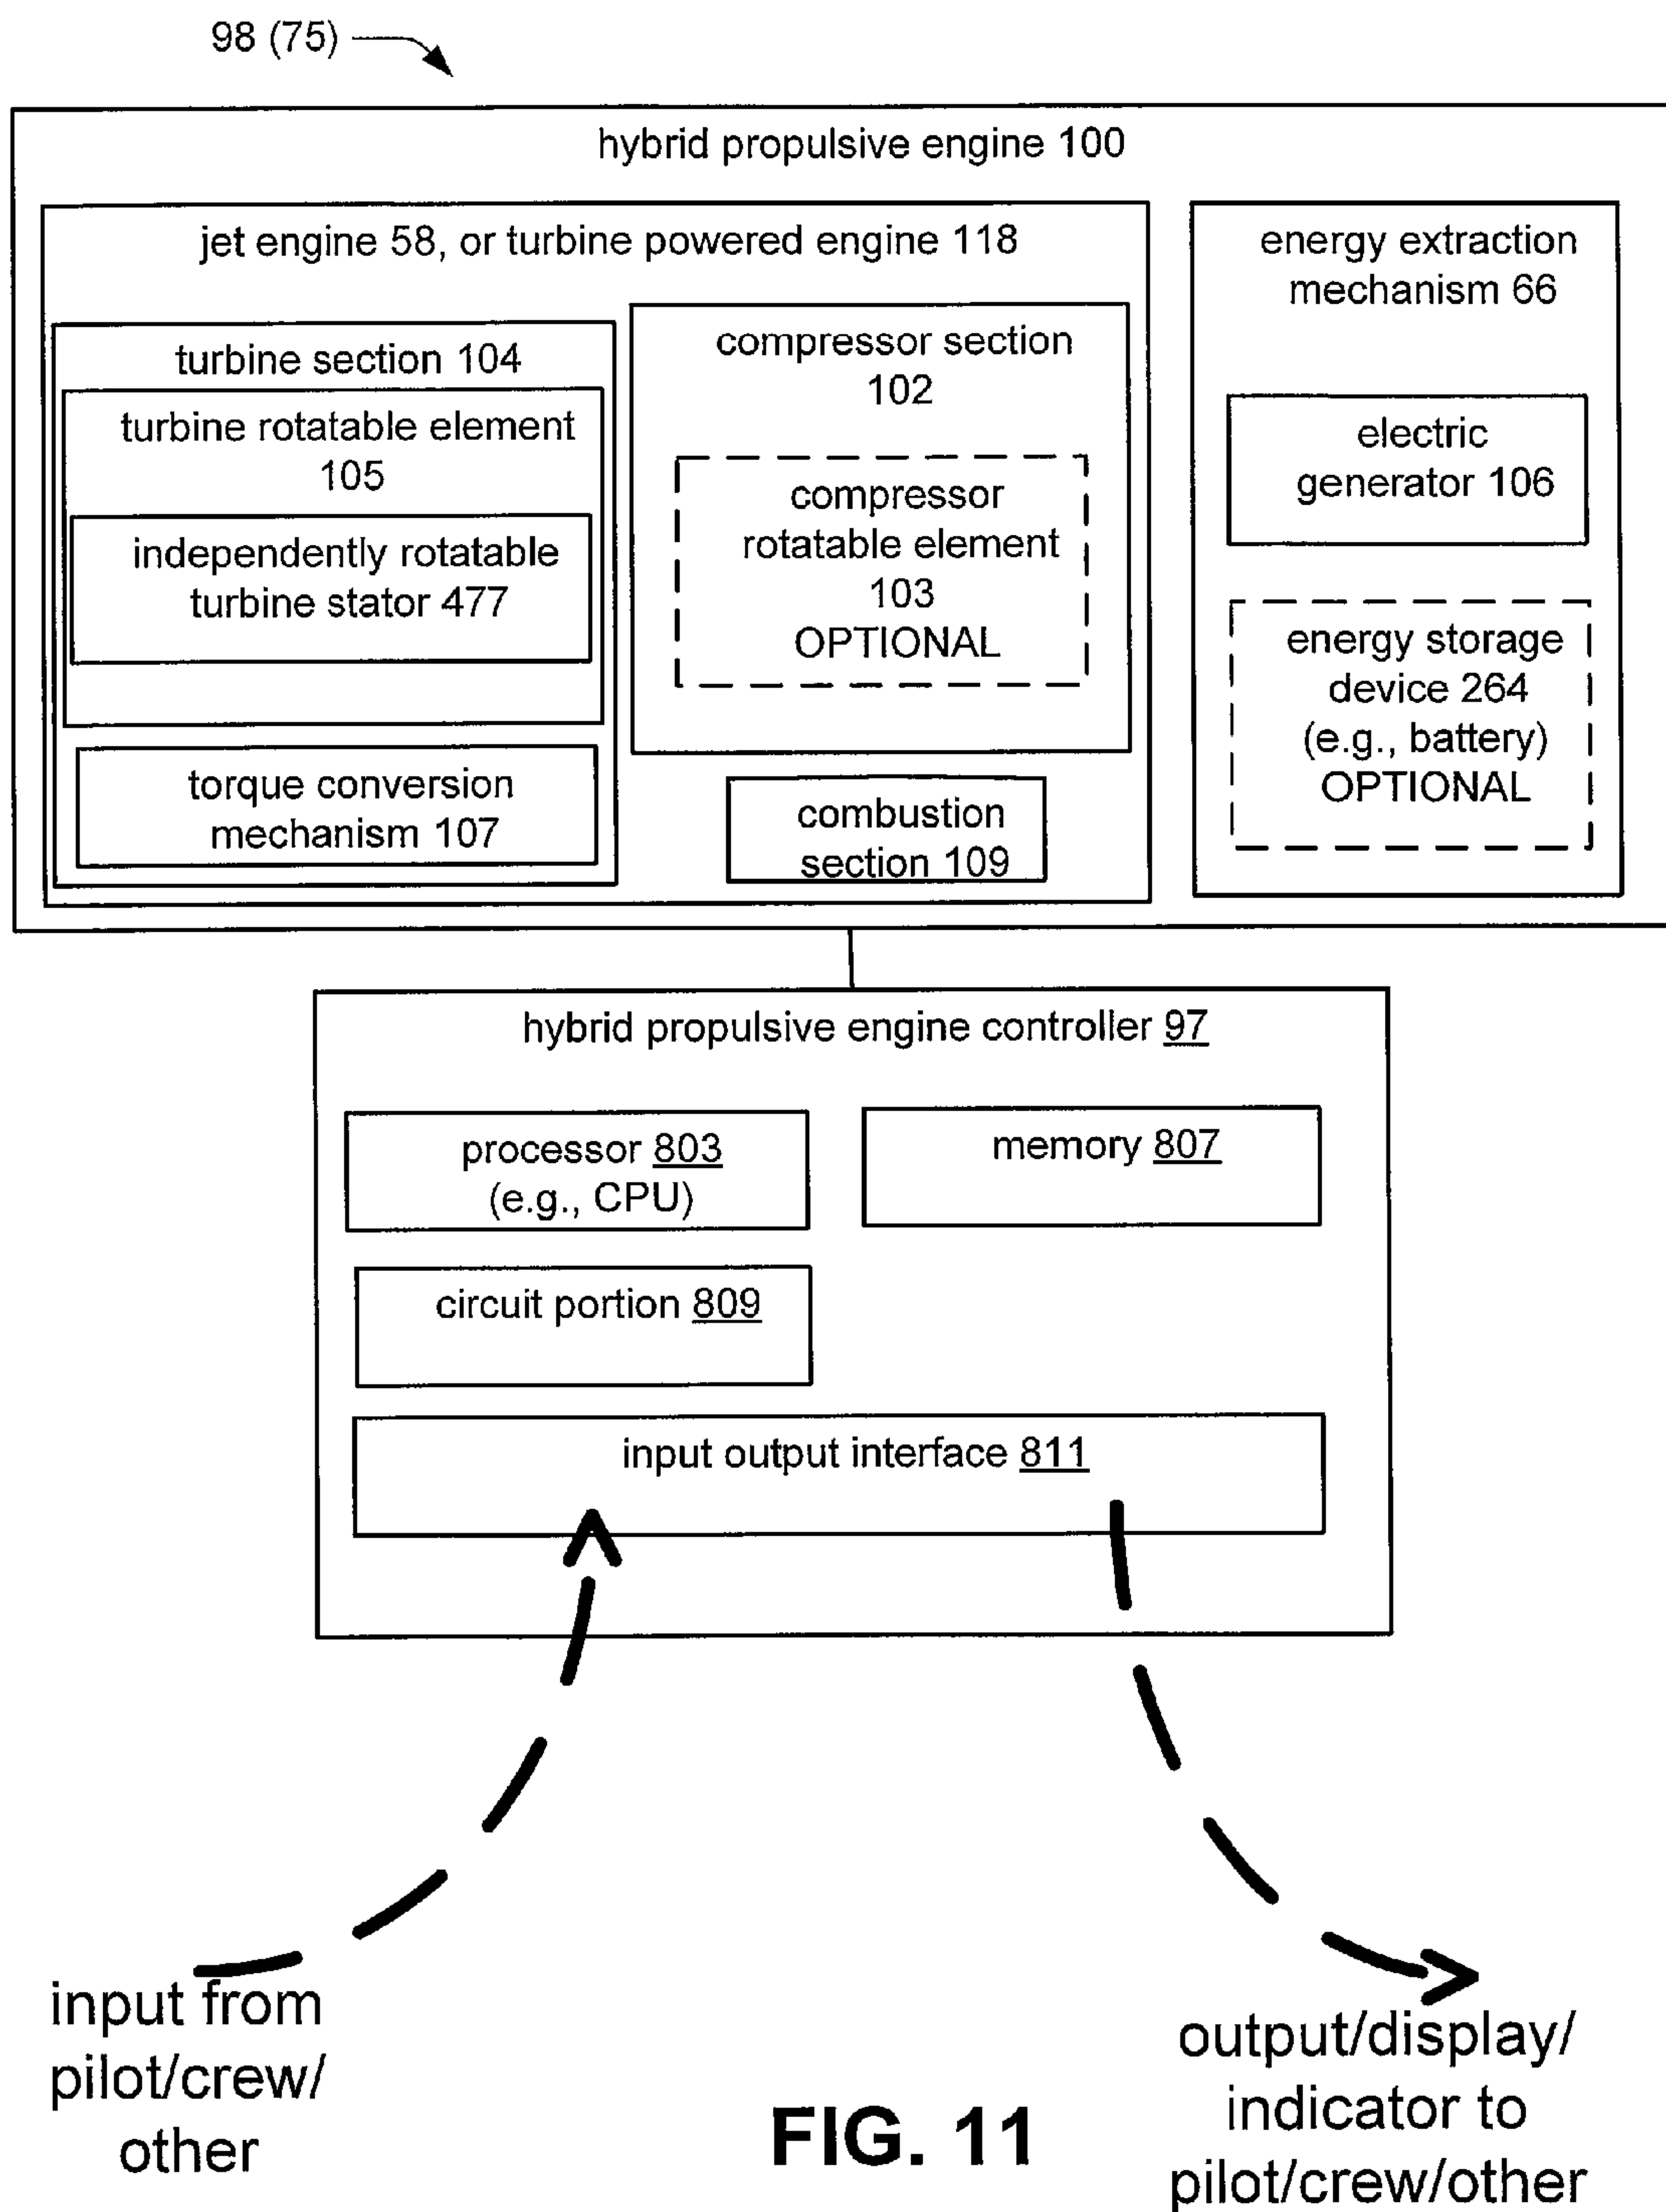 98 (75)
hybrid propulsive engine 100
jet engine 58, or turbine powered engine 118
turbine section 104
turbine rotatable element
105
independently rotatable
turbine stator 477
torque conversion
mechanism 107
compressor section
102
compressor
rotatable element
103
OPTIONAL
combustion
section 109
energy extraction
mechanism 66
electric
generator 106
energy storage
device 264
(e.g., battery)
OPTIONAL
hybrid propulsive engine controller 97
processor 803
(e.g., CPU)
memory 807
circuit portion 809
input output interface 811
input from
pilot/crew/
other
output/display/
indicator to
pilot/crew/other
FIG. 11